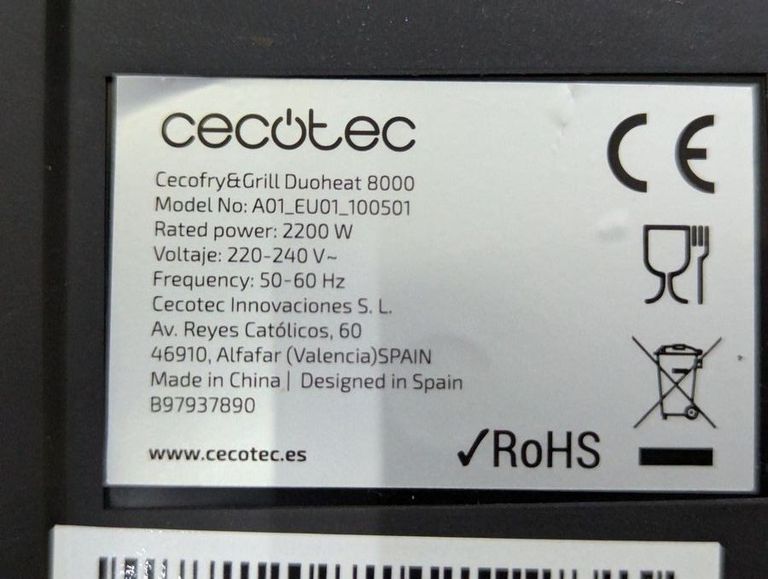 cecotec
CE
Cecofry&Grill Duoheat 8000
Model No: A01_EU01_100501
Rated power: 2200 W
Voltaje: 220-240 V~
Frequency: 50-60 Hz
Cecotec Innovaciones S. L.
Av. Reyes Católicos, 60
46910, Alfafar (Valencia)SPAIN
Made in China | Designed in Spain
B97937890
www.cecotec.es
✓RoHS